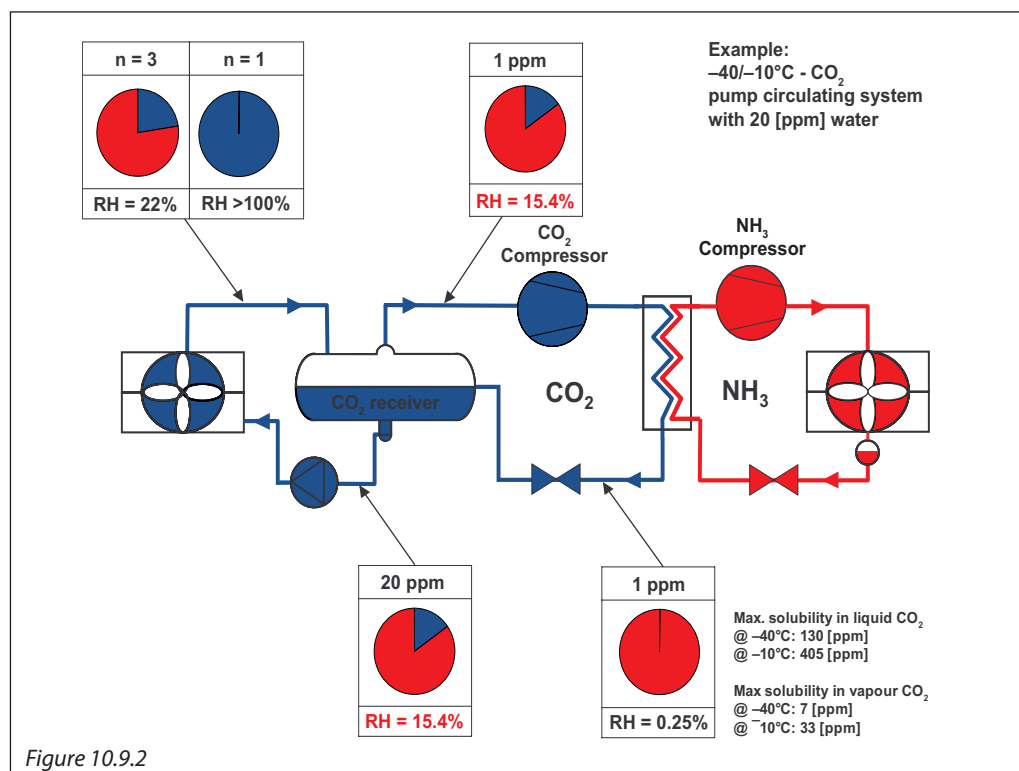 n = 3
n = 1
RH = 22%
RH >100%
1 ppm
RH = 15.4%
Example:
–40/–10°C - CO₂
pump circulating system
with 20 [ppm] water
CO₂
Compressor
NH₃
Compressor
CO₂ receiver
CO₂
NH₃
20 ppm
RH = 15.4%
1 ppm
RH = 0.25%
Max. solubility in liquid CO₂
@ –40°C: 130 [ppm]
@ –10°C: 405 [ppm]
Max solubility in vapour CO₂
@ –40°C: 7 [ppm]
@ ‾10°C: 33 [ppm]
Figure 10.9.2